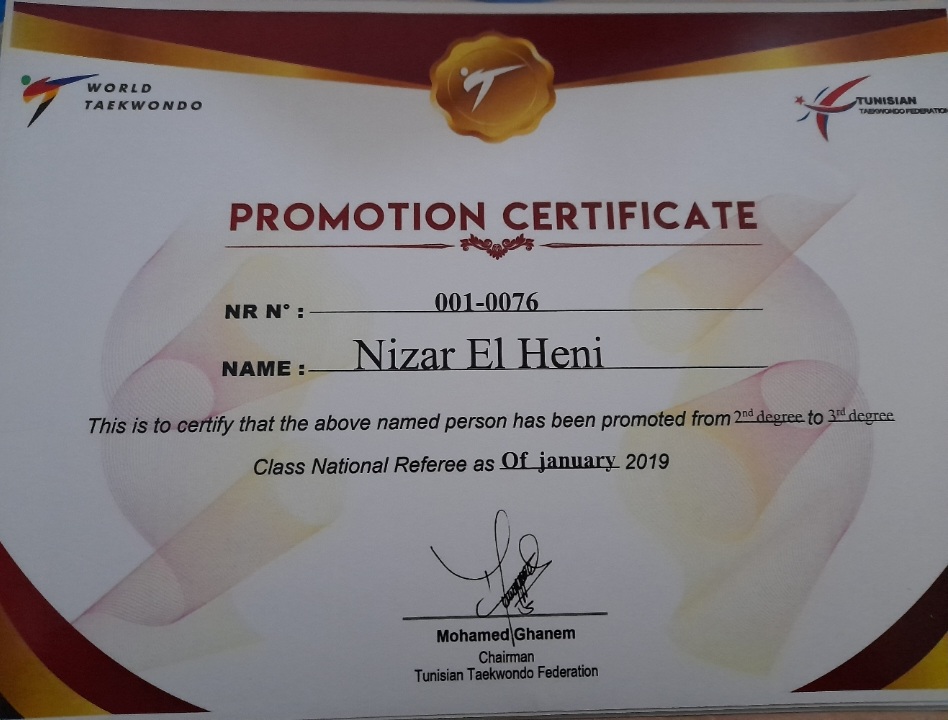 WORLD
TAEKWONDO
TUNISIAN
TAEKWONDO FEDERATION
PROMOTION CERTIFICATE
NR N° : 001-0076
NAME : Nizar El Heni
This is to certify that the above named person has been promoted from 2nd degree to 3rd degree
Class National Referee as Of january 2019
Mohamed Ghanem
Chairman
Tunisian Taekwondo Federation